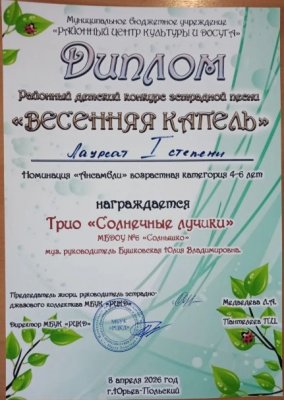 Муниципальное бюджетное учреждение
«РАЙОННЫЙ ЦЕНТР КУЛЬТУРЫ И ДОСУГА»
ДИПЛОМ
Районный детский конкурс эстрадной песни
«ВЕСЕННЯЯ КАПЕЛЬ»
Лауреат I степени
Номинация «Ансамбли» возрастная категория 4-6 лет
награждается
Трио «Солнечные лучики»
МБДОУ №6 «Солнышко»
муз. руководитель Бушковская Юлия Владимировна.
Председатель жюри, руководитель эстрадно-
джазового коллектива МБУК «РЦКД» Медведева Л.А.
Директор МБУК «РЦКД» Пантелеев П.И.
8 апреля 2026 год
г.Юрьев-Польский